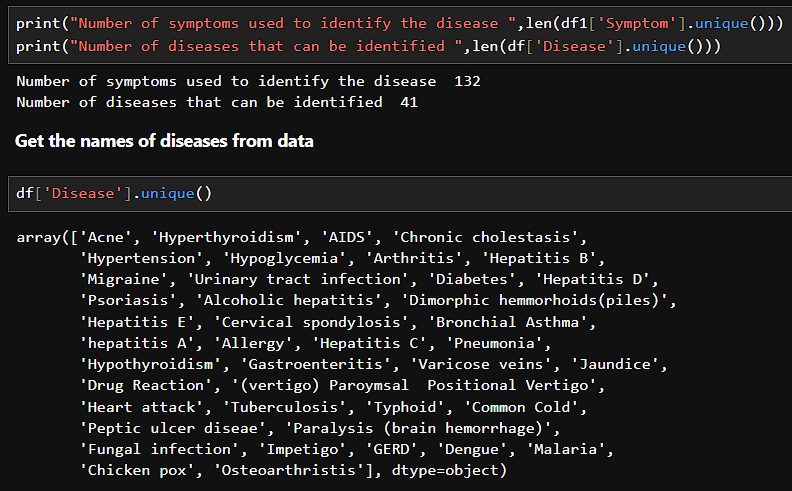 print("Number of symptoms used to identify the disease ",len(df1['Symptom'].unique()))
print("Number of diseases that can be identified ",len(df['Disease'].unique()))
Number of symptoms used to identify the disease  132
Number of diseases that can be identified  41
Get the names of diseases from data
df['Disease'].unique()
array(['Acne', 'Hyperthyroidism', 'AIDS', 'Chronic cholestasis',
       'Hypertension', 'Hypoglycemia', 'Arthritis', 'Hepatitis B',
       'Migraine', 'Urinary tract infection', 'Diabetes', 'Hepatitis D',
       'Psoriasis', 'Alcoholic hepatitis', 'Dimorphic hemmorhoids(piles)',
       'Hepatitis E', 'Cervical spondylosis', 'Bronchial Asthma',
       'hepatitis A', 'Allergy', 'Hepatitis C', 'Pneumonia',
       'Hypothyroidism', 'Gastroenteritis', 'Varicose veins', 'Jaundice',
       'Drug Reaction', '(vertigo) Paroymsal  Positional Vertigo',
       'Heart attack', 'Tuberculosis', 'Typhoid', 'Common Cold',
       'Peptic ulcer diseae', 'Paralysis (brain hemorrhage)',
       'Fungal infection', 'Impetigo', 'GERD', 'Dengue', 'Malaria',
       'Chicken pox', 'Osteoarthristis'], dtype=object)